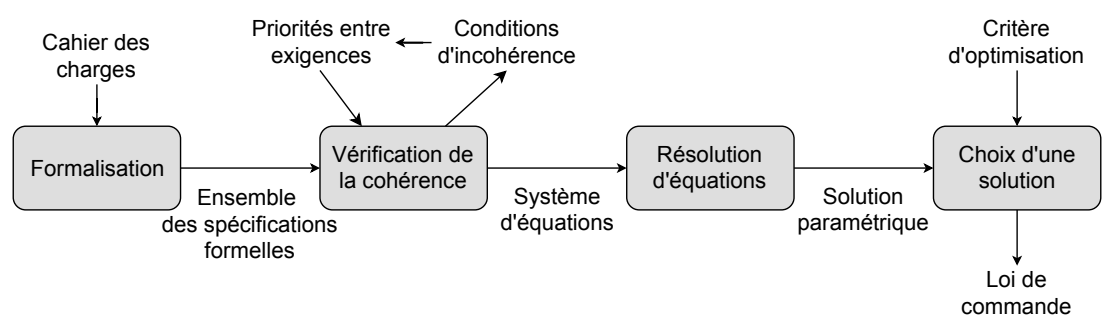 Cahier des
charges
Priorités entre
exigences
Conditions
d'incohérence
Critère
d'optimisation
Formalisation
Vérification de
la cohérence
Résolution
d'équations
Choix d'une
solution
Ensemble
des spécifications
formelles
Système
d'équations
Solution
paramétrique
Loi de
commande